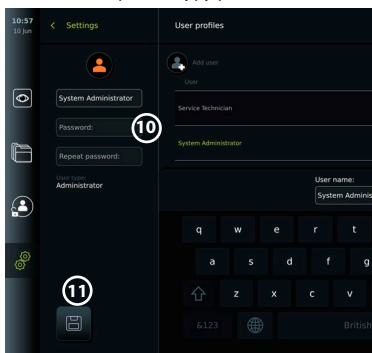 10:57
10 Jun
Settings
User profiles
Add user
User
System Administrator
Service Technician
Password:
10
System Administrator
Repeat password:
User type:
Administrator
User name:
System Adminis
q w e r t
a s d f g
11
z x c v
&123
British